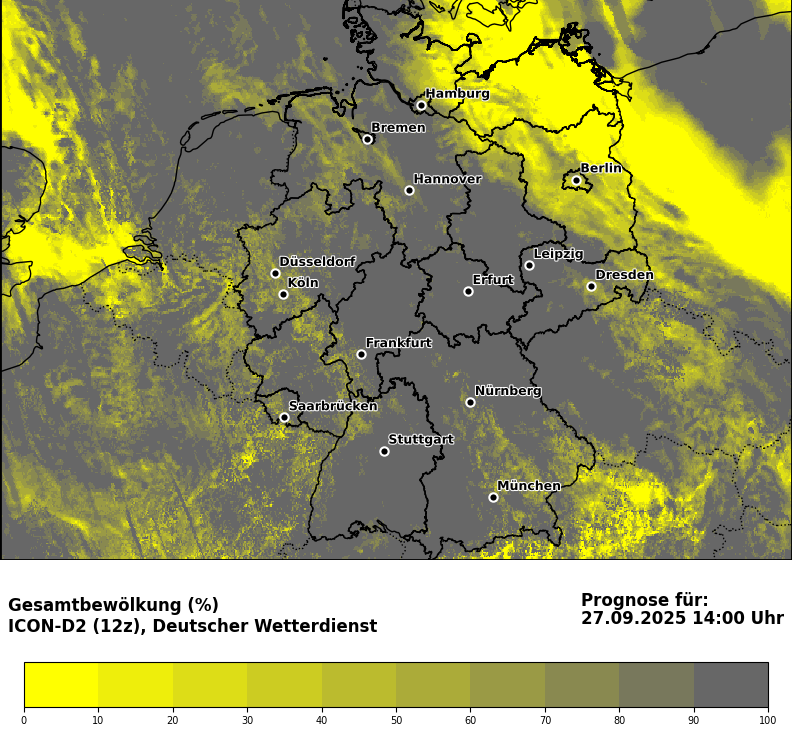 Hamburg
Bremen
Berlin
Hannover
Leipzig
Düsseldorf
Dresden
Köln
Erfurt
Frankfurt
Nürnberg
Saarbrücken
Stuttgart
München
Gesamtbewölkung (%)
ICON-D2 (12z), Deutscher Wetterdienst
Prognose für:
27.09.2025 14:00 Uhr
0 10 20 30 40 50 60 70 80 90 100